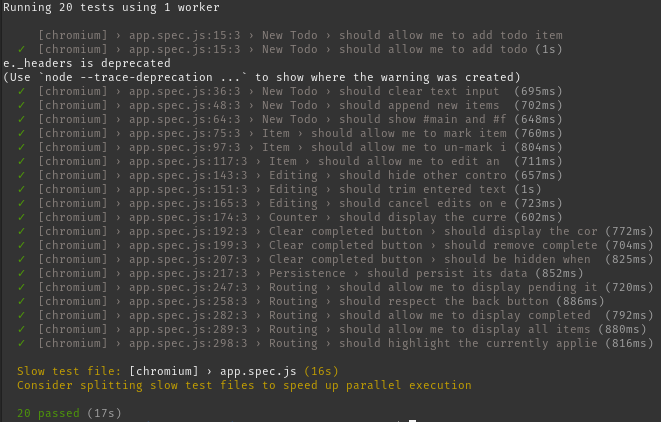 Running 20 tests using 1 worker
[chromium] › app.spec.js:15:3 › New Todo › should allow me to add todo item
✓ [chromium] › app.spec.js:15:3 › New Todo › should allow me to add todo (1s)
e._headers is deprecated
(Use `node --trace-deprecation ...` to show where the warning was created)
✓ [chromium] › app.spec.js:36:3 › New Todo › should clear text input (695ms)
✓ [chromium] › app.spec.js:48:3 › New Todo › should append new items (702ms)
✓ [chromium] › app.spec.js:64:3 › New Todo › should show #main and #f (648ms)
✓ [chromium] › app.spec.js:75:3 › Item › should allow me to mark item (760ms)
✓ [chromium] › app.spec.js:97:3 › Item › should allow me to un-mark i (804ms)
✓ [chromium] › app.spec.js:117:3 › Item › should allow me to edit an (711ms)
✓ [chromium] › app.spec.js:143:3 › Editing › should hide other contro (657ms)
✓ [chromium] › app.spec.js:151:3 › Editing › should trim entered text (1s)
✓ [chromium] › app.spec.js:165:3 › Editing › should cancel edits on e (723ms)
✓ [chromium] › app.spec.js:174:3 › Counter › should display the curre (602ms)
✓ [chromium] › app.spec.js:192:3 › Clear completed button › should display the cor (772ms)
✓ [chromium] › app.spec.js:199:3 › Clear completed button › should remove complete (704ms)
✓ [chromium] › app.spec.js:207:3 › Clear completed button › should be hidden when (825ms)
✓ [chromium] › app.spec.js:217:3 › Persistence › should persist its data (852ms)
✓ [chromium] › app.spec.js:247:3 › Routing › should allow me to display pending it (720ms)
✓ [chromium] › app.spec.js:258:3 › Routing › should respect the back button (886ms)
✓ [chromium] › app.spec.js:282:3 › Routing › should allow me to display completed (792ms)
✓ [chromium] › app.spec.js:289:3 › Routing › should allow me to display all items (880ms)
✓ [chromium] › app.spec.js:298:3 › Routing › should highlight the currently applie (816ms)
Slow test file: [chromium] › app.spec.js (16s)
Consider splitting slow test files to speed up parallel execution
20 passed (17s)